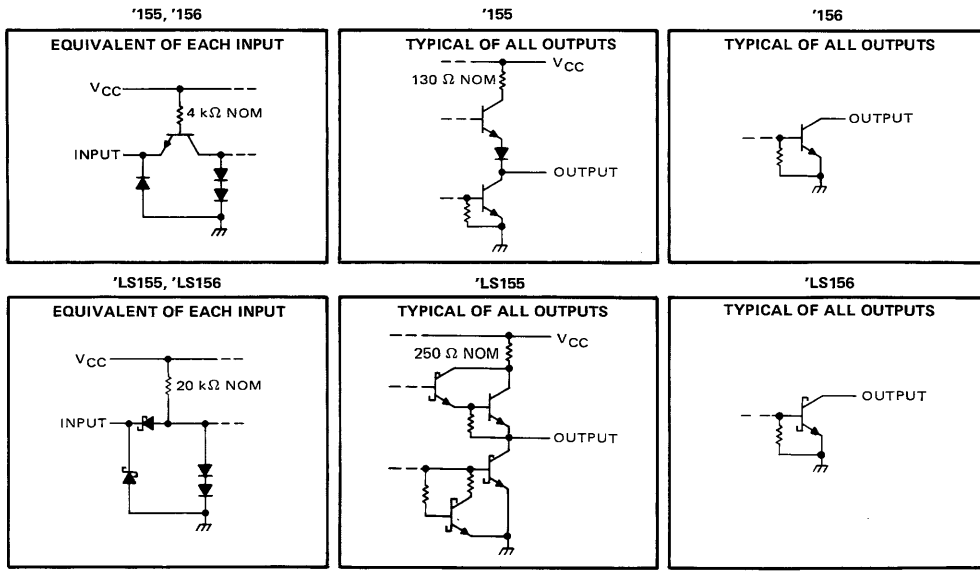 '155, '156
EQUIVALENT OF EACH INPUT
VCC
4 kΩ NOM
INPUT
'155
TYPICAL OF ALL OUTPUTS
VCC
130 Ω NOM
OUTPUT
'156
TYPICAL OF ALL OUTPUTS
OUTPUT
'LS155, 'LS156
EQUIVALENT OF EACH INPUT
VCC
20 kΩ NOM
INPUT
'LS155
TYPICAL OF ALL OUTPUTS
VCC
250 Ω NOM
OUTPUT
'LS156
TYPICAL OF ALL OUTPUTS
OUTPUT